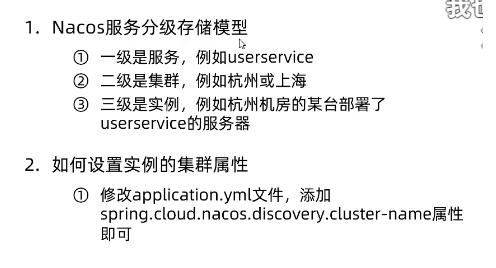 我也
1. Nacos服务分级存储模型
① 一级是服务，例如userservice
② 二级是集群，例如杭州或上海
③ 三级是实例，例如杭州机房的某台部署了
userservice的服务器
2. 如何设置实例的集群属性
① 修改application.yml文件，添加
spring.cloud.nacos.discovery.cluster-name属性
即可